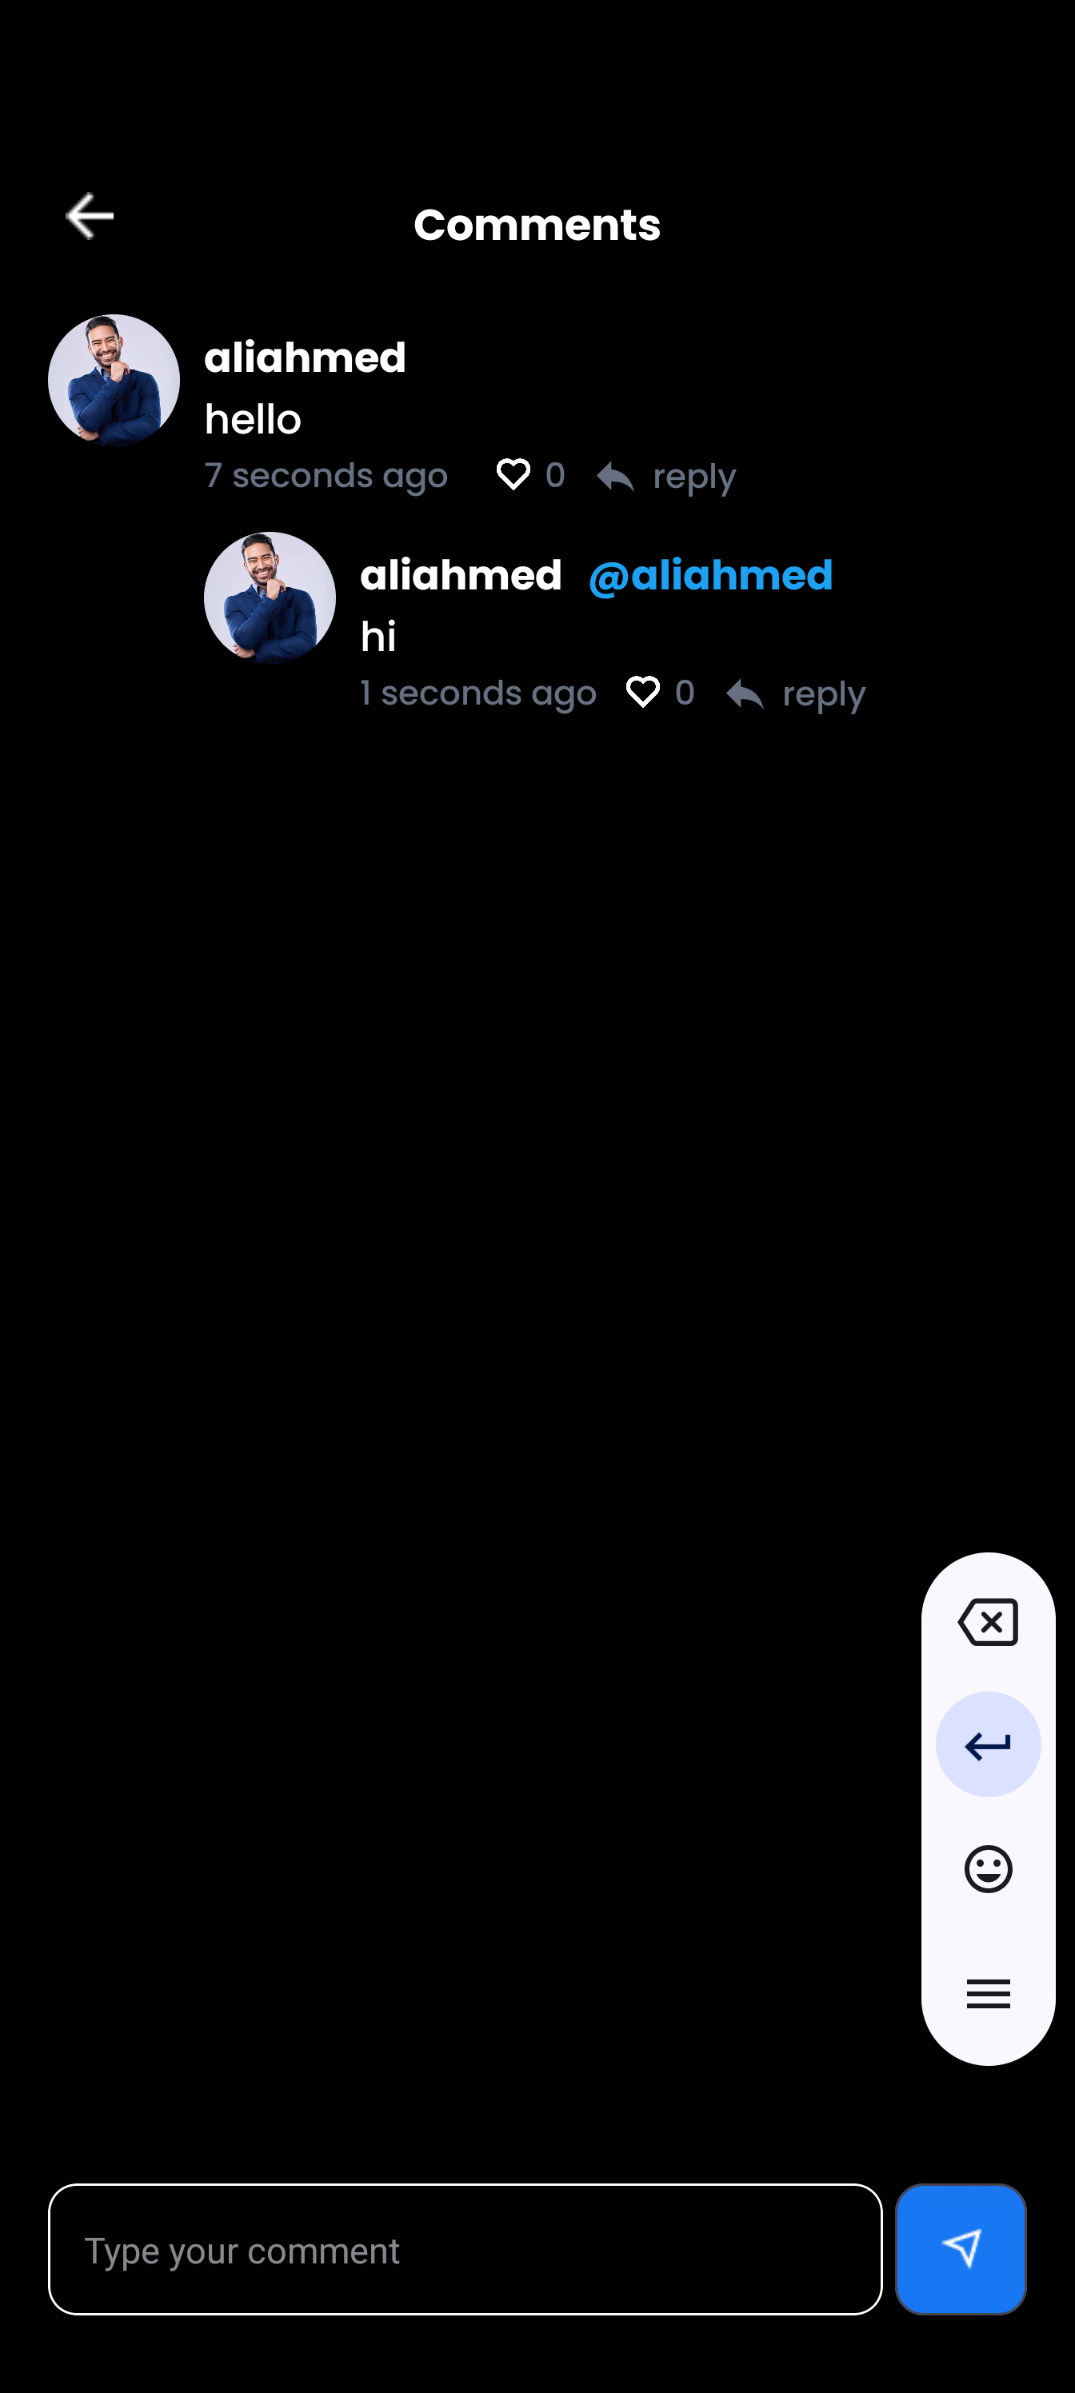 Comments
aliahmed
hello
7 seconds ago 0 reply
aliahmed @aliahmed
hi
1 seconds ago 0 reply
Type your comment